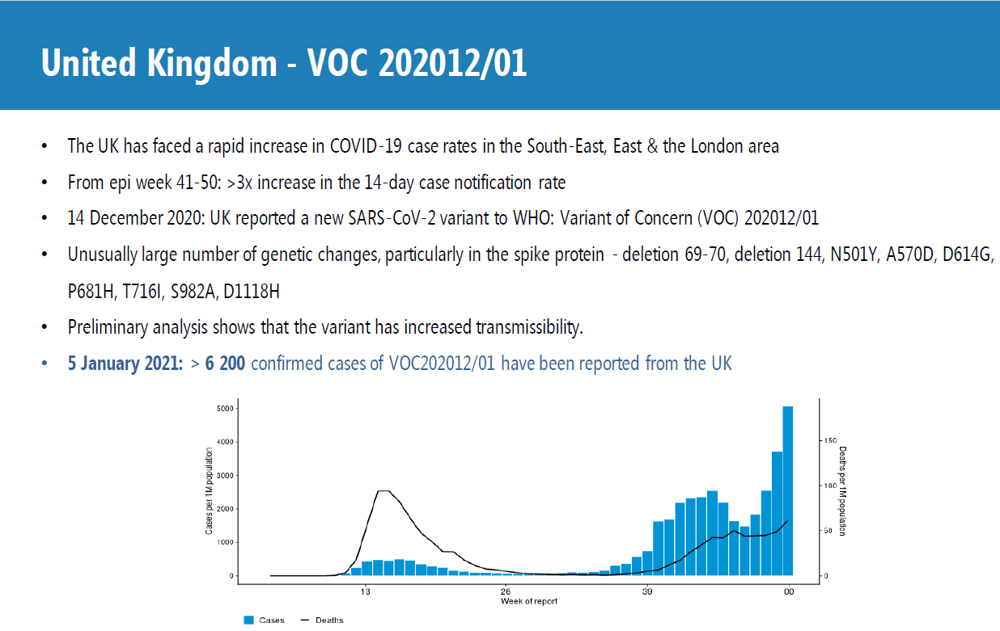 United Kingdom - VOC 202012/01
• The UK has faced a rapid increase in COVID-19 case rates in the South-East, East & the London area
• From epi week 41-50: >3x increase in the 14-day case notification rate
• 14 December 2020: UK reported a new SARS-CoV-2 variant to WHO: Variant of Concern (VOC) 202012/01
• Unusually large number of genetic changes, particularly in the spike protein - deletion 69-70, deletion 144, N501Y, A570D, D614G,
P681H, T716I, S982A, D1118H
• Preliminary analysis shows that the variant has increased transmissibility.
• 5 January 2021: > 6 200 confirmed cases of VOC202012/01 have been reported from the UK
Cases per 1M population
5000
4000
3000
2000
1000
0
150
100
50
0
Deaths per 1M population
13 26 39 00
Week of report
Cases Deaths